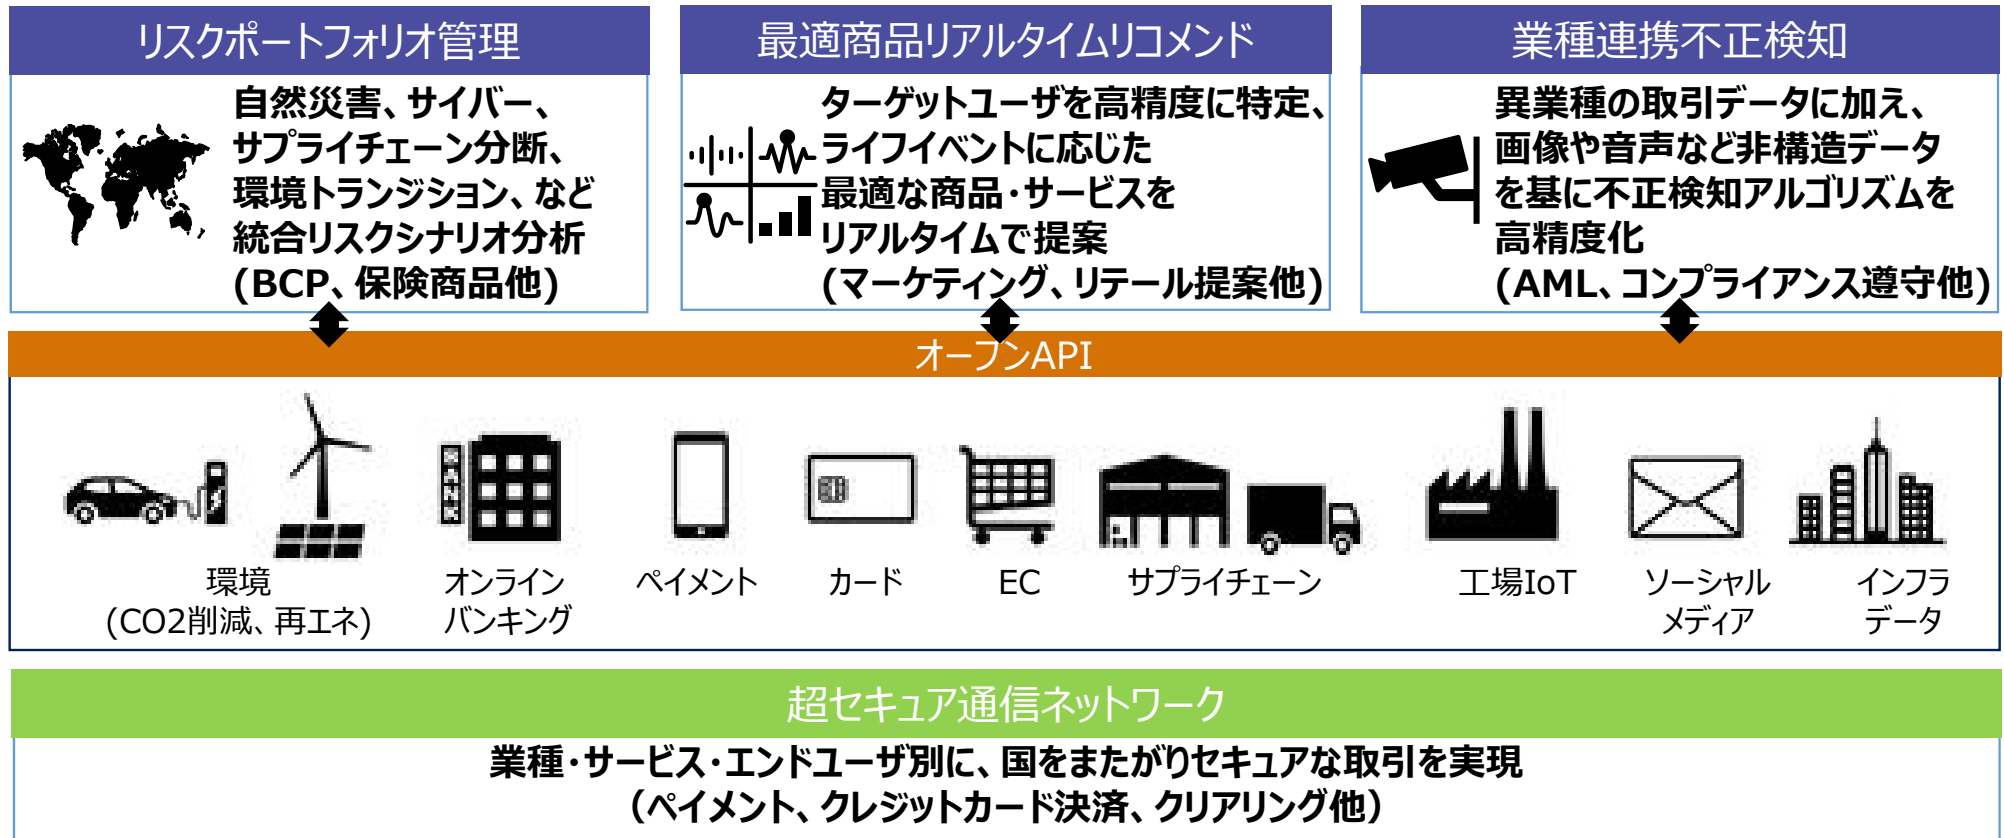 リスクポートフォリオ管理
自然災害、サイバー、
サプライチェーン分断、
環境トランジション、など
統合リスクシナリオ分析
(BCP、保険商品他)
最適商品リアルタイムリコメンド
ターゲットユーザを高精度に特定、
ライフイベントに応じた
最適な商品・サービスを
リアルタイムで提案
(マーケティング、リテール提案他)
業種連携不正検知
異業種の取引データに加え、
画像や音声など非構造データ
を基に不正検知アルゴリズムを
高精度化
(AML、コンプライアンス遵守他)
オープンAPI
BANK
環境
(CO2削減、再エネ)
オンライン
バンキング
ペイメント
カード
EC
サプライチェーン
工場IoT
ソーシャル
メディア
インフラ
データ
超セキュア通信ネットワーク
業種・サービス・エンドユーザ別に、国をまたがりセキュアな取引を実現
（ペイメント、クレジットカード決済、クリアリング他）